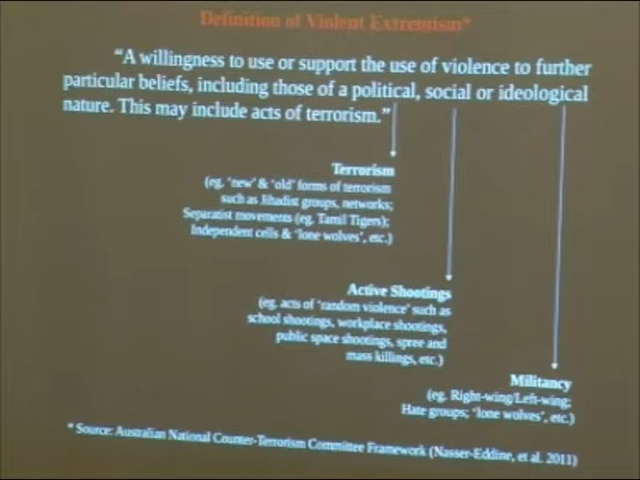 Definition of Violent Extremism*
“A willingness to use or support the use of violence to further
particular beliefs, including those of a political, social or ideological
nature. This may include acts of terrorism.”
Terrorism
(eg. ‘new’ & ‘old’ forms of terrorism
such as Jihadist groups, networks;
Separatist movements (eg. Tamil Tigers);
Independent cells & ‘lone wolves’, etc.)
Active Shootings
(eg. acts of ‘random violence’ such as
school shootings, workplace shootings,
public space shootings, spree and
mass killings, etc.)
Militancy
(eg. Right-wing/Left-wing;
Hate groups; ‘lone wolves’, etc.)
* Source: Australian National Counter-Terrorism Committee Framework (Nasser-Eddine, et al. 2011)